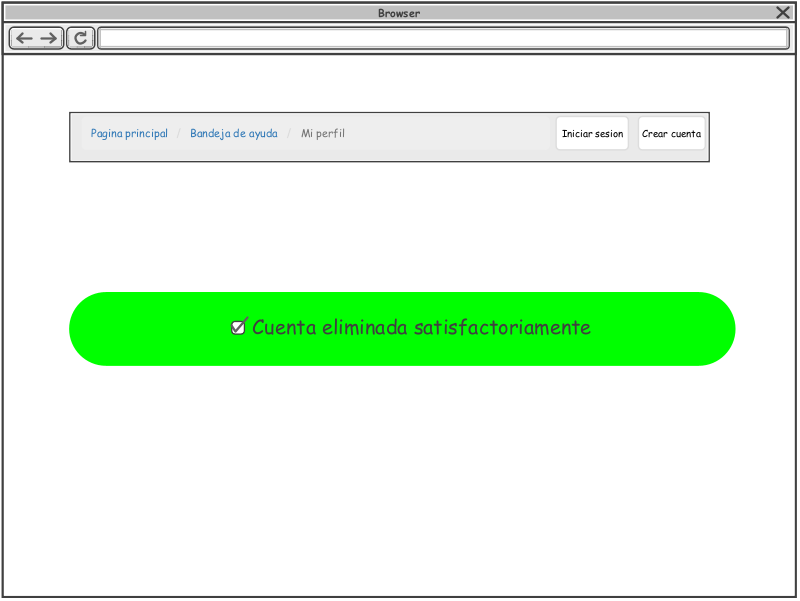 Browser
Pagina principal / Bandeja de ayuda / Mi perfil Iniciar sesion Crear cuenta
Cuenta eliminada satisfactoriamente